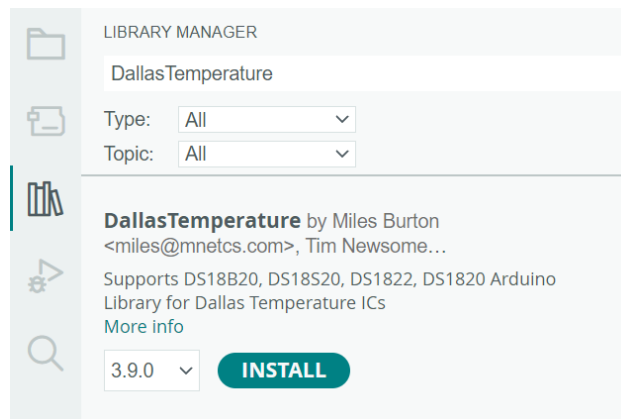 LIBRARY MANAGER
DallasTemperature
Type: All
Topic: All
DallasTemperature by Miles Burton
<miles@mnetcs.com>, Tim Newsome...
Supports DS18B20, DS18S20, DS1822, DS1820 Arduino
Library for Dallas Temperature ICs
More info
3.9.0 INSTALL